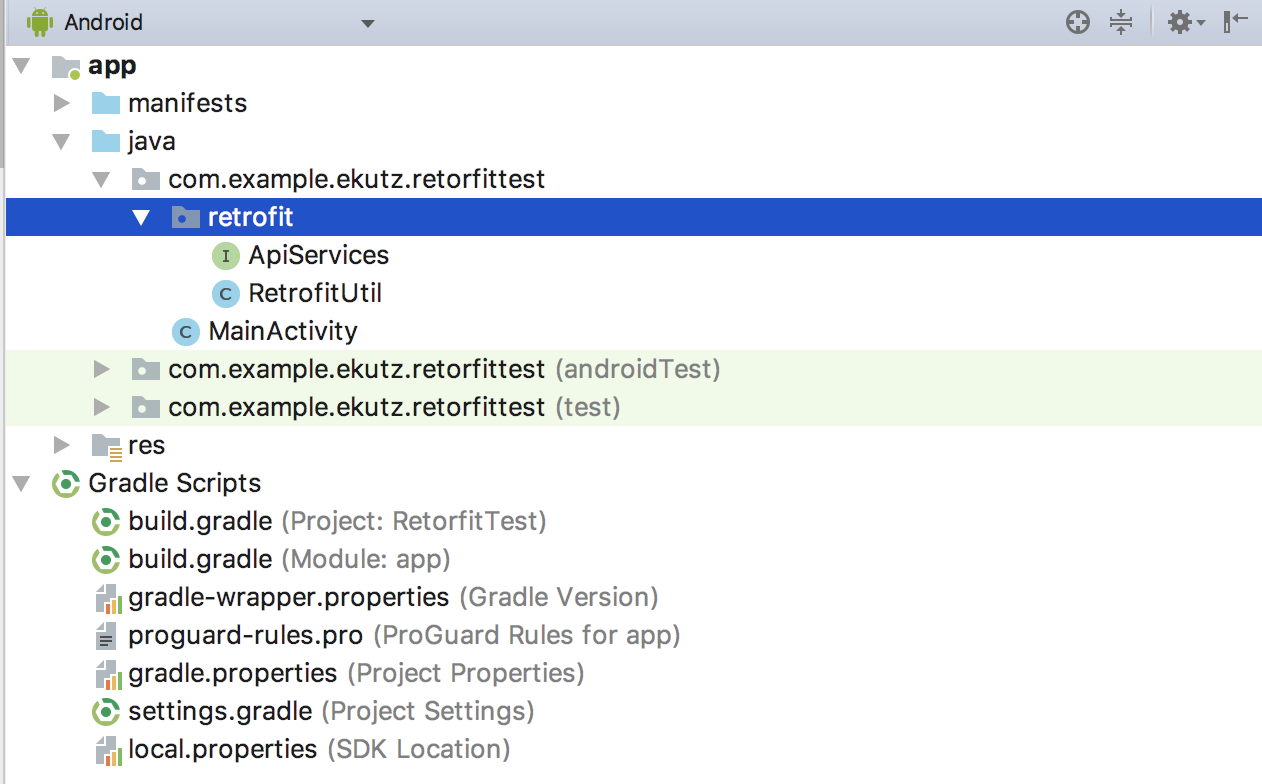 Android
app
manifests
java
com.example.ekutz.retorfittest
retrofit
I ApiServices
C RetrofitUtil
C MainActivity
com.example.ekutz.retorfittest (androidTest)
com.example.ekutz.retorfittest (test)
res
Gradle Scripts
build.gradle (Project: RetorfitTest)
build.gradle (Module: app)
gradle-wrapper.properties (Gradle Version)
proguard-rules.pro (ProGuard Rules for app)
gradle.properties (Project Properties)
settings.gradle (Project Settings)
local.properties (SDK Location)